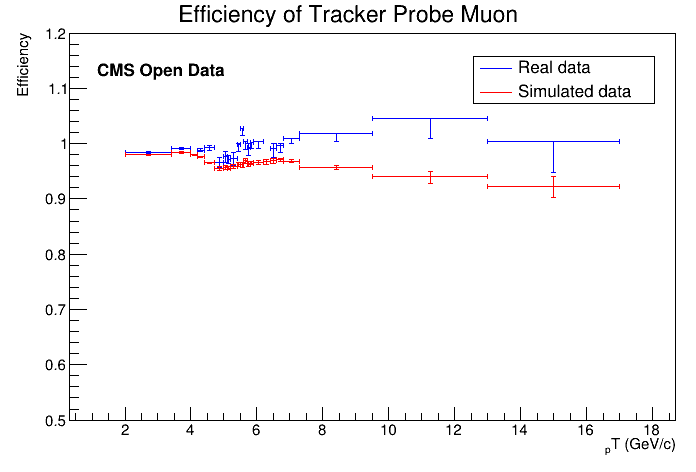 Efficiency of Tracker Probe Muon
Efficiency
CMS Open Data
Real data
Simulated data
1.2
1.1
1
0.9
0.8
0.7
0.6
0.5
2 4 6 8 10 12 14 16 18
pT (GeV/c)